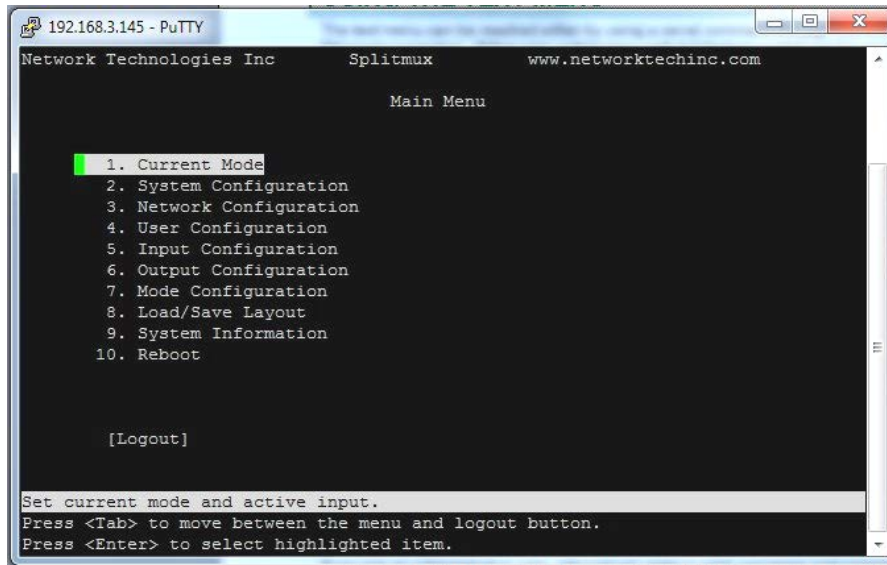 192.168.3.145 - PuTTY
Network Technologies Inc Splitmux www.networktechinc.com
Main Menu
1. Current Mode
2. System Configuration
3. Network Configuration
4. User Configuration
5. Input Configuration
6. Output Configuration
7. Mode Configuration
8. Load/Save Layout
9. System Information
10. Reboot
[Logout]
Set current mode and active input.
Press <Tab> to move between the menu and logout button.
Press <Enter> to select highlighted item.